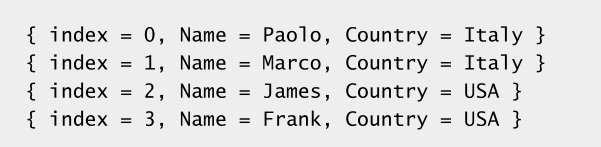 { index = 0, Name = Paolo, Country = Italy }
{ index = 1, Name = Marco, Country = Italy }
{ index = 2, Name = James, Country = USA }
{ index = 3, Name = Frank, Country = USA }